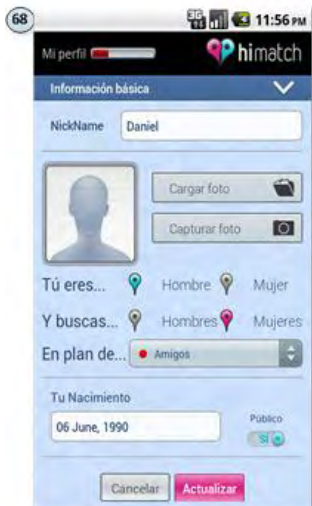 68
3G
11:56 PM
Mi perfil
himatch
Información básica
NickName Daniel
Cargar foto
Capturar foto
Tú eres... Hombre Mujer
Y buscas... Hombres Mujeres
En plan de... Amigos
Tu Nacimiento
06 June, 1990
Público
SI
Cancelar Actualizar